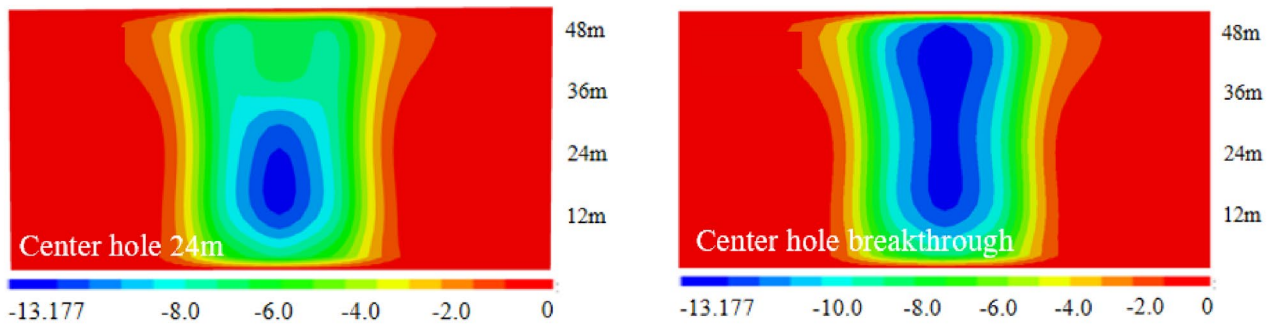 48m
36m
24m
12m
Center hole 24m
-13.177 -8.0 -6.0 -4.0 -2.0 0
48m
36m
24m
12m
Center hole breakthrough
-13.177 -10.0 -8.0 -6.0 -4.0 -2.0 0